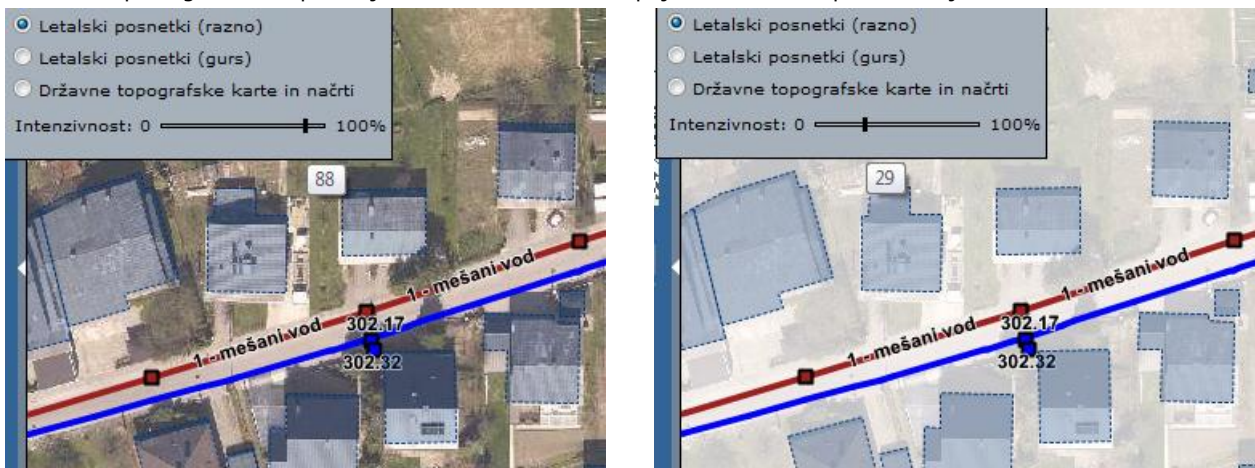 Letalski posnetki (razno)
Letalski posnetki (gurs)
Državne topografske karte in načrti
Intenzivnost: 0 100%
88
1 - mešani vod
302.17
1 - mešani vod
302.32
Letalski posnetki (razno)
Letalski posnetki (gurs)
Državne topografske karte in načrti
Intenzivnost: 0 100%
29
1 - mešani vod
302.17
1 - mešani vod
302.32